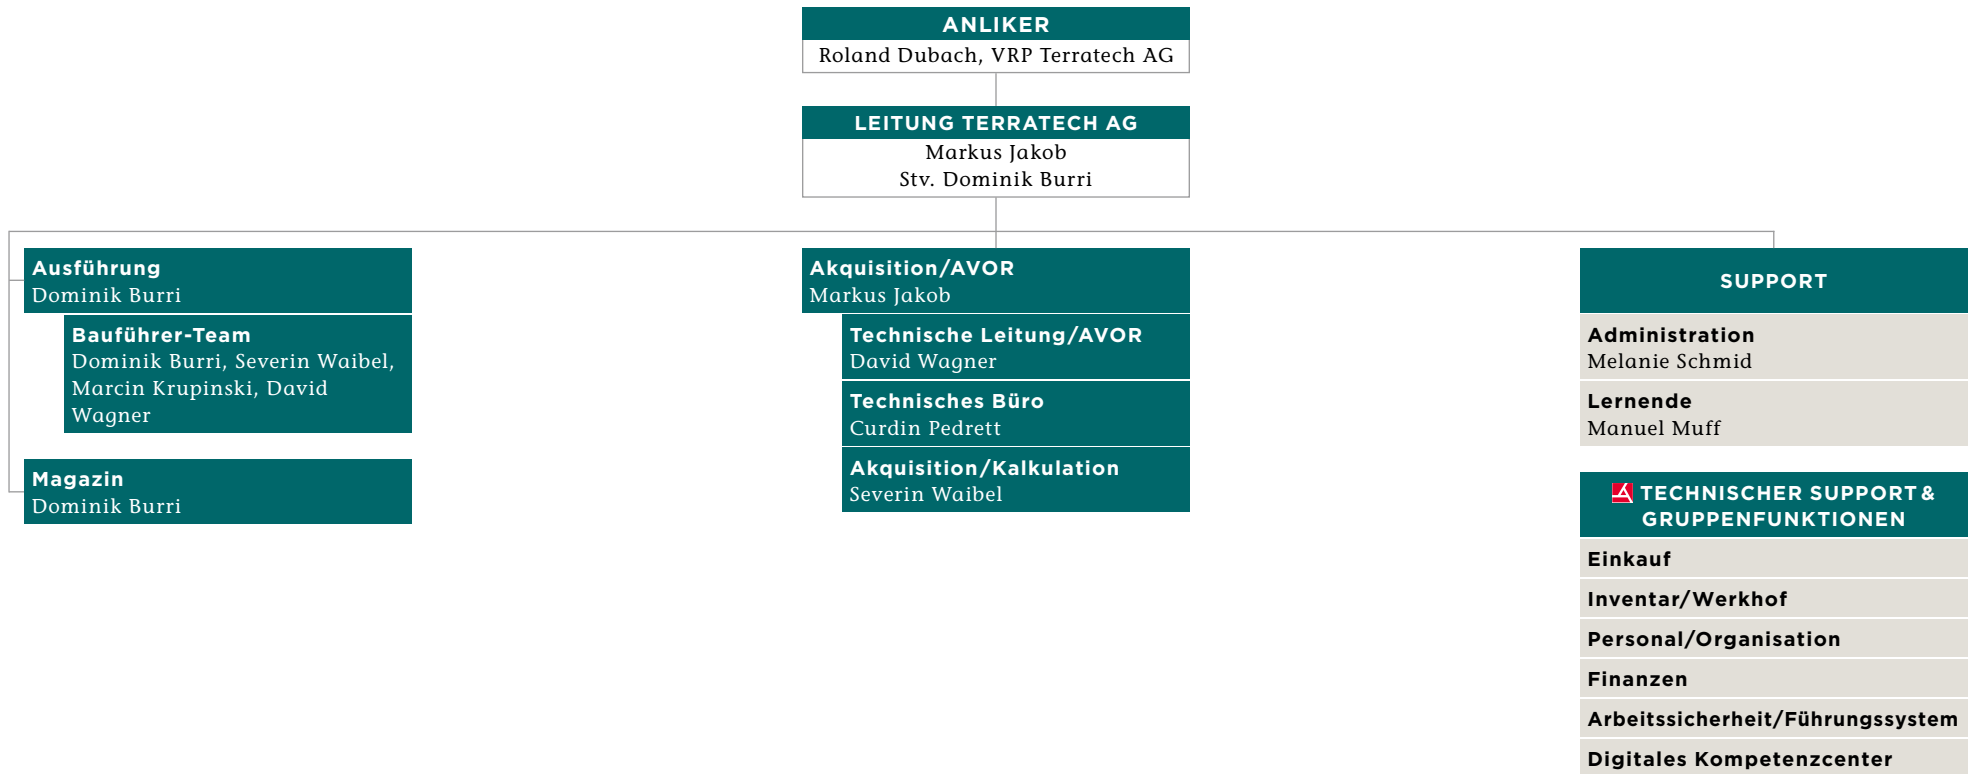 ANLIKER
Roland Dubach, VRP Terratech AG
LEITUNG TERRATECH AG
Markus Jakob
Stv. Dominik Burri
Ausführung
Dominik Burri
Bauführer-Team
Dominik Burri, Severin Waibel,
Marcin Krupinski, David
Wagner
Magazin
Dominik Burri
Akquisition/AVOR
Markus Jakob
Technische Leitung/AVOR
David Wagner
Technisches Büro
Curdin Pedrett
Akquisition/Kalkulation
Severin Waibel
SUPPORT
Administration
Melanie Schmid
Lernende
Manuel Muff
TECHNISCHER SUPPORT &
GRUPPENFUNKTIONEN
Einkauf
Inventar/Werkhof
Personal/Organisation
Finanzen
Arbeitssicherheit/Führungssystem
Digitales Kompetenzcenter